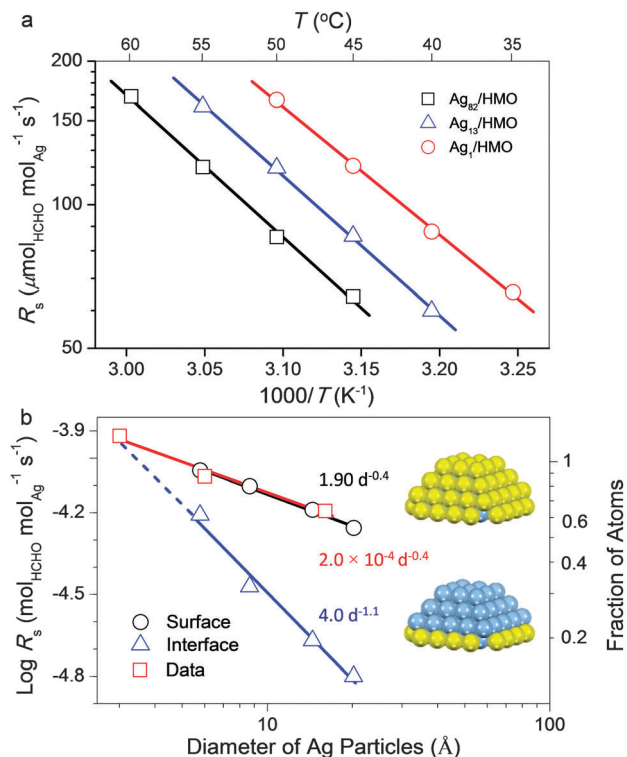 a
T (°C)
60 55 50 45 40 35
200
150
100
50
R_s (μmol_HCHO mol_Ag^-1 s^-1)
Ag_82/HMO
Ag_13/HMO
Ag_1/HMO
3.00 3.05 3.10 3.15 3.20 3.25
1000/T (K^-1)
b
-3.9
-4.2
-4.5
-4.8
Log R_s (mol_HCHO mol_Ag^-1 s^-1)
1.90 d^-0.4
2.0 × 10^-4 d^-0.4
4.0 d^-1.1
Surface
Interface
Data
1
0.6
0.4
0.2
Fraction of Atoms
10 100
Diameter of Ag Particles (Å)